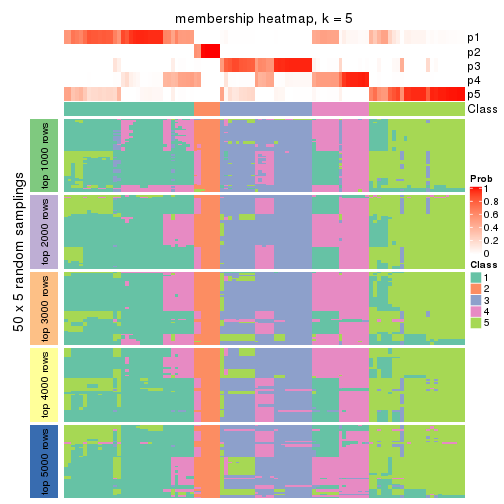 membership heatmap, k = 5
p1
p2
p3
p4
p5
Class
50 x 5 random samplings
top 1000 rows
top 2000 rows
top 3000 rows
top 4000 rows
top 5000 rows
Prob
1
0.8
0.6
0.4
0.2
0
Class
1
2
3
4
5